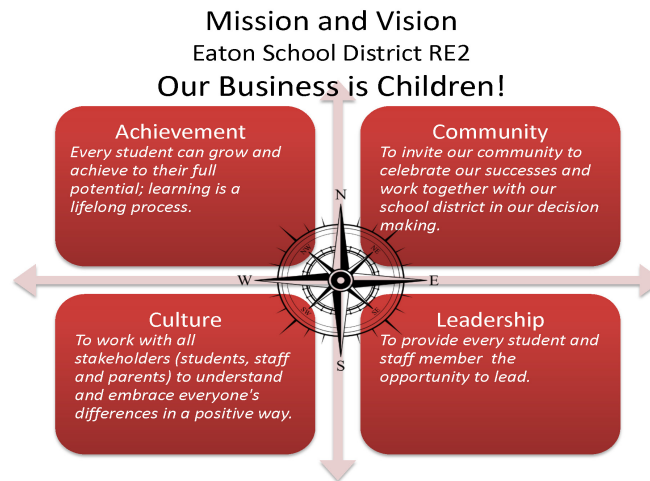 Mission and Vision
Eaton School District RE2
Our Business is Children!
Achievement
Every student can grow and
achieve to their full
potential; learning is a
lifelong process.
Community
To invite our community to
celebrate our successes and
work together with our
school district in our decision
making.
N
NW
NE
W
E
SW
SE
S
Culture
To work with all
stakeholders (students, staff
and parents) to understand
and embrace everyone's
differences in a positive way.
Leadership
To provide every student and
staff member  the
opportunity to lead.